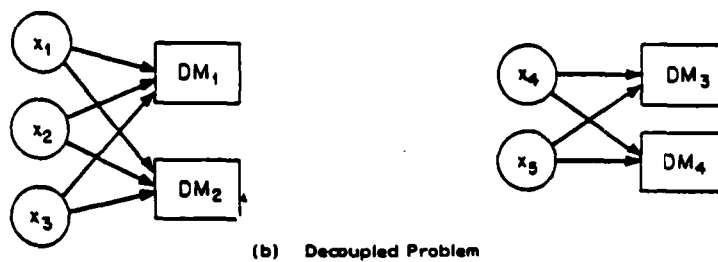 x1
DM1
x2
DM2
x3
x4
DM3
x5
DM4
(b) Decoupled Problem